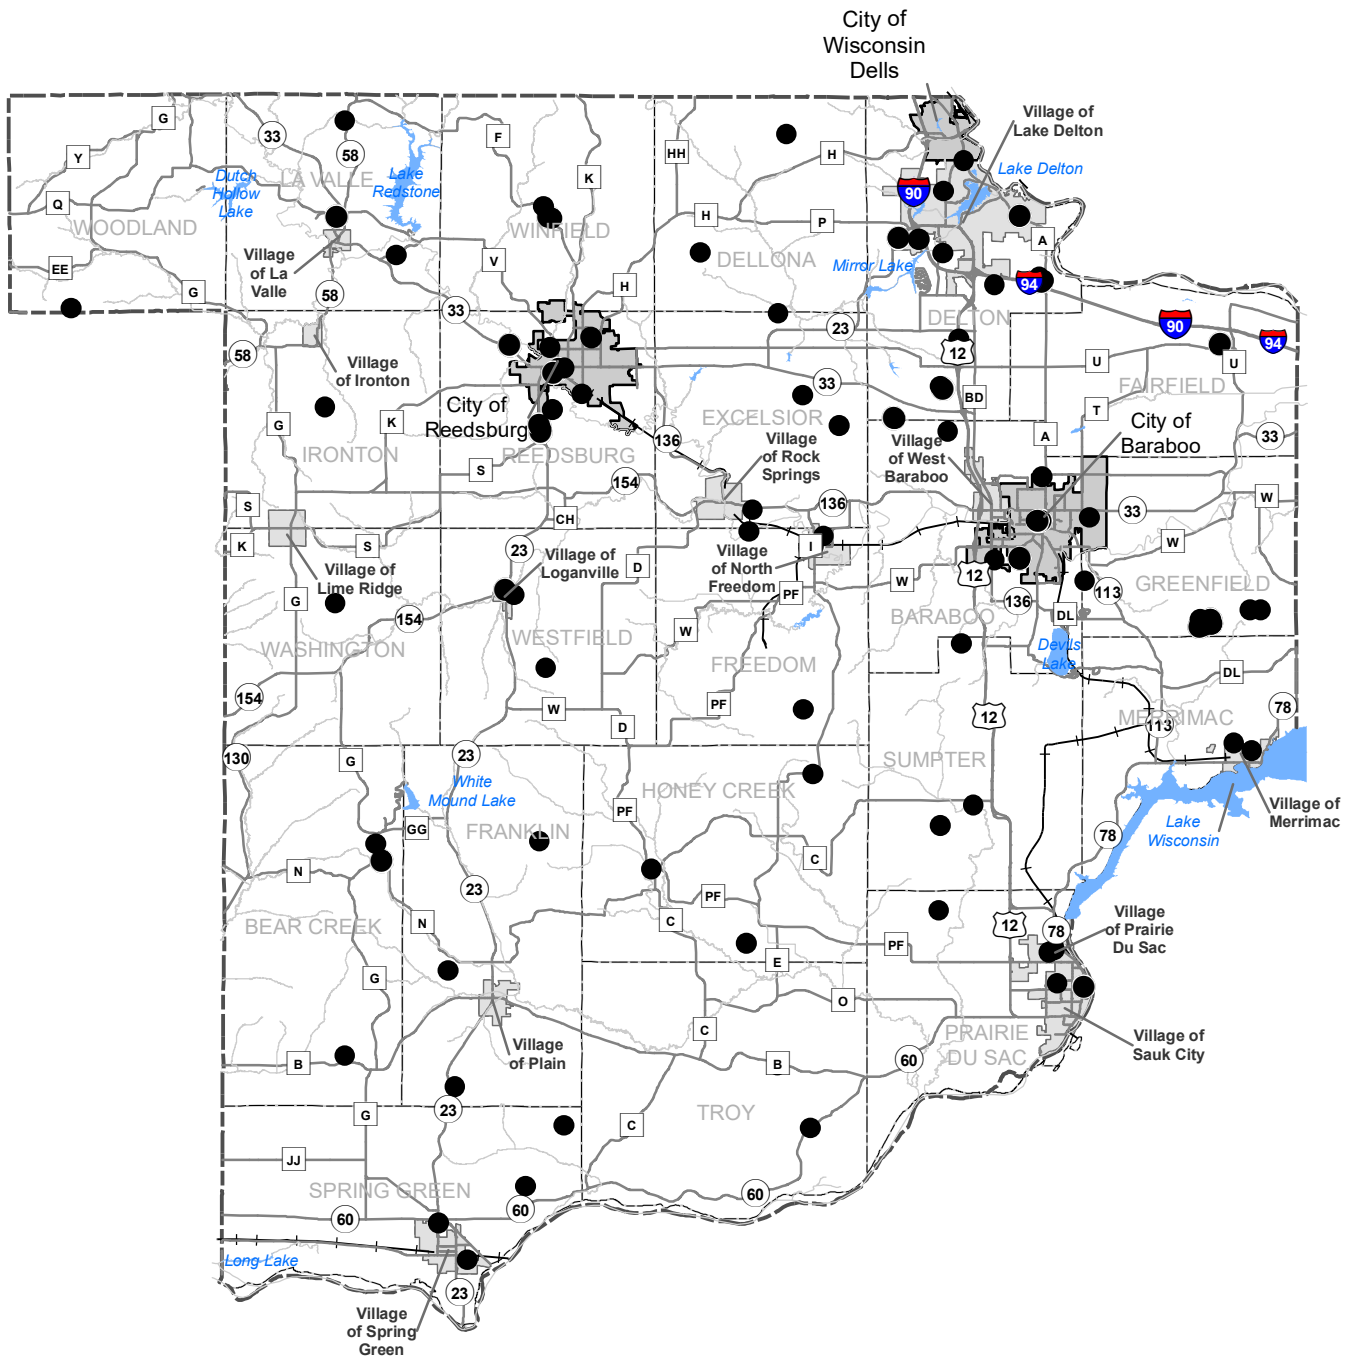 City of
Wisconsin
Dells
Village of
Lake Delton
Lake Delton
G
33
58
F
K
HH
H
Y
Q
WOODLAND
EE
G
Dutch
Hollow
Lake
LA VALLE
Lake
Redstone
WINFIELD
Village
of La
Valle
V
H
H
P
90
DELLONA
Mirror Lake
A
94
58
33
23
DELTON
12
90
94
58
Village
of Ironton
U
U
FAIRFIELD
33
BD
T
City of
Baraboo
City of
Reedsburg
G
K
IRONTON
S
REEDSBURG
136
154
EXCELSIOR
Village
of Rock
Springs
Village
of West
Baraboo
A
33
S
K
S
CH
23
136
33
W
W
Village of
Lime Ridge
Village of
Loganville
D
Village
of North
Freedom
I
PF
W
12
136
DL
113
GREENFIELD
G
154
WASHINGTON
WESTFIELD
W
FREEDOM
BARABOO
Devils
Lake
DL
154
W
D
PF
12
78
MERRIMAC
113
130
G
23
White
Mound Lake
HONEY CREEK
SUMPTER
GG
FRANKLIN
PF
C
78
Lake
Wisconsin
Village of
Merrimac
N
23
PF
C
BEAR CREEK
N
12
78
Village
of Prairie
Du Sac
PF
E
G
O
C
PRAIRIE
DU SAC
Village of
Sauk City
Village
of Plain
B
B
60
G
23
TROY
C
JJ
SPRING GREEN
60
60
60
Long Lake
23
Village
of Spring
Green